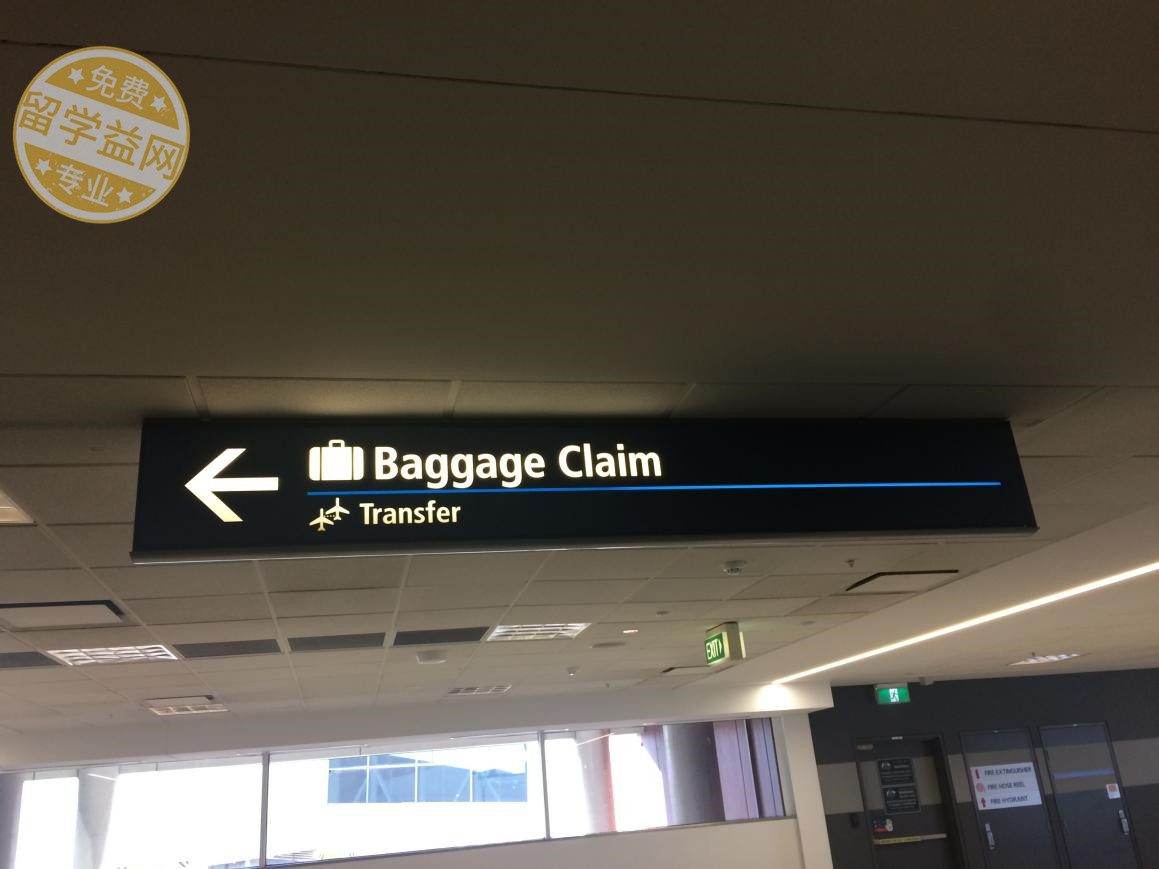 免费
留学益网
专业
Baggage Claim
Transfer
EXIT
FIRE EXTINGUISHER
FIRE HOSE REEL
FIRE HYDRANT